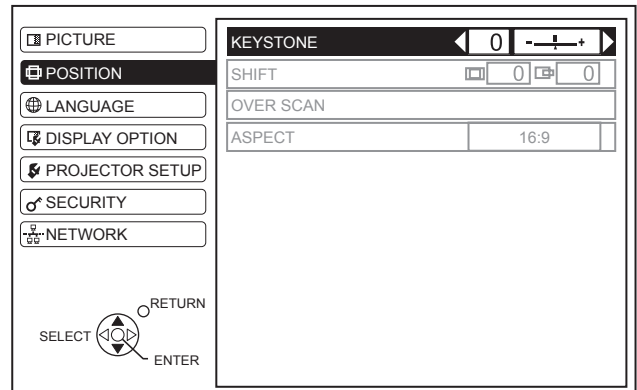 PICTURE
POSITION
LANGUAGE
DISPLAY OPTION
PROJECTOR SETUP
SECURITY
NETWORK
RETURN
SELECT
ENTER
KEYSTONE 0 - +
SHIFT 0 0
OVER SCAN
ASPECT 16:9